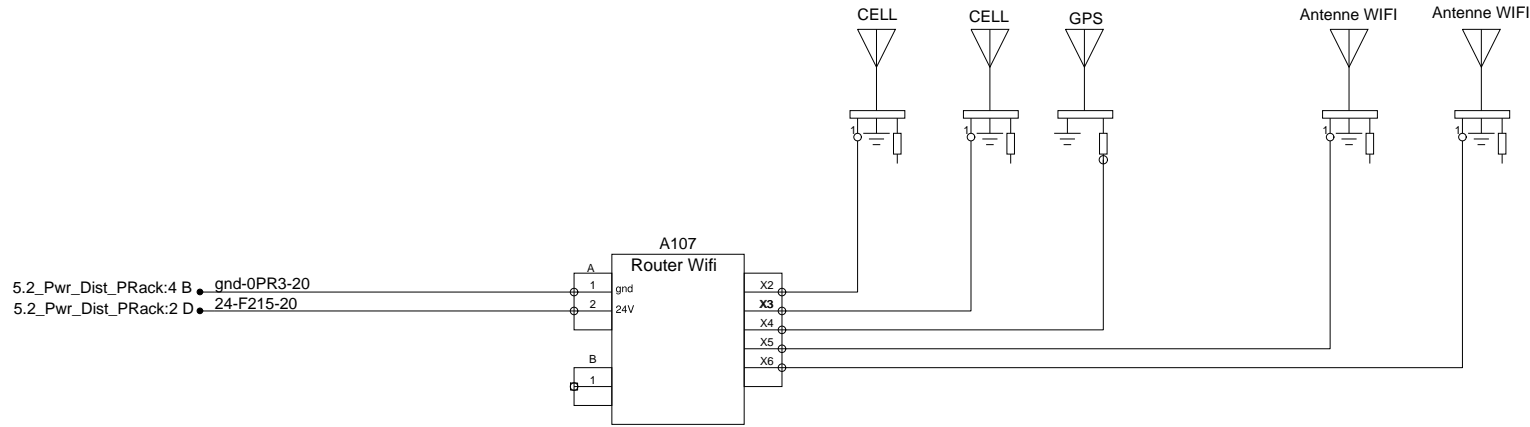 CELL
CELL
GPS
Antenne WIFI
Antenne WIFI
1
1
1
1
A107
Router Wifi
A
5.2_Pwr_Dist_PRack:4 B
gnd-0PR3-20
1
gnd
X2
5.2_Pwr_Dist_PRack:2 D
24-F215-20
2
24V
X3
X4
X5
B
X6
1